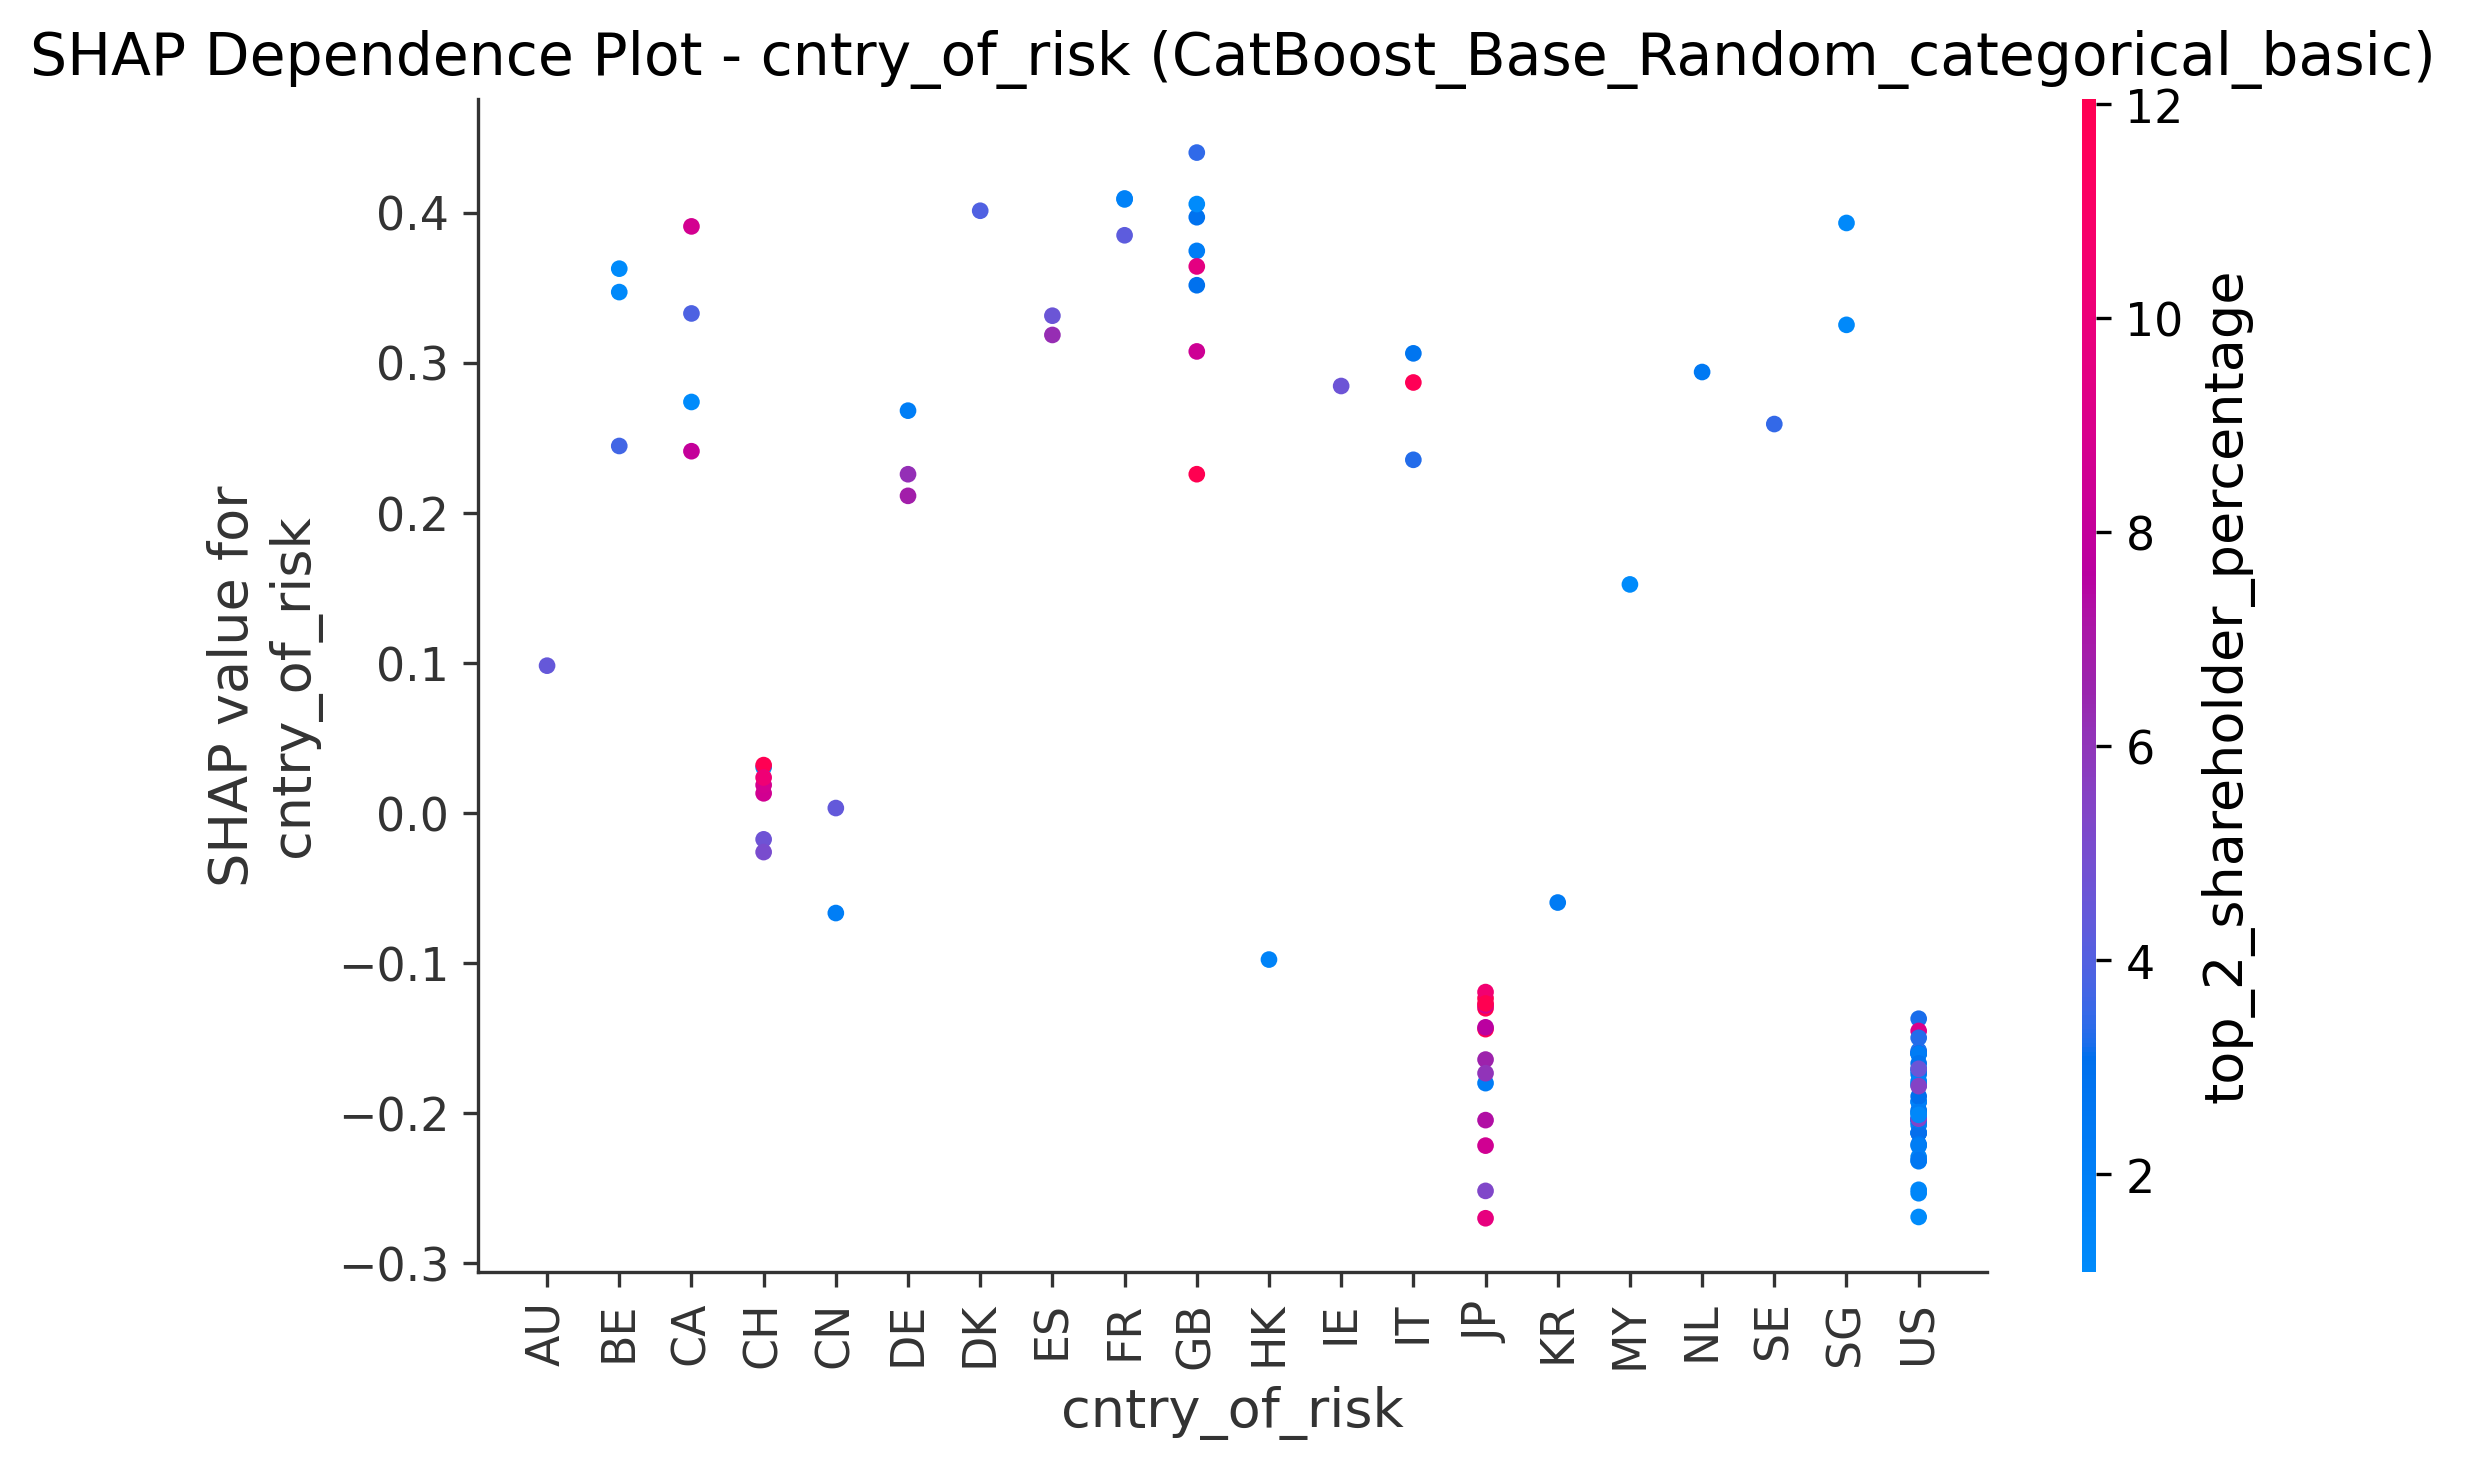 SHAP Dependence Plot - cntry_of_risk (CatBoost_Base_Random_categorical_basic)
SHAP value for
cntry_of_risk
0.4
0.3
0.2
0.1
0.0
−0.1
−0.2
−0.3
AU
BE
CA
CH
CN
DE
DK
ES
FR
GB
HK
IE
IT
JP
KR
MY
NL
SE
SG
US
cntry_of_risk
12
10
8
6
4
2
top_2_shareholder_percentage